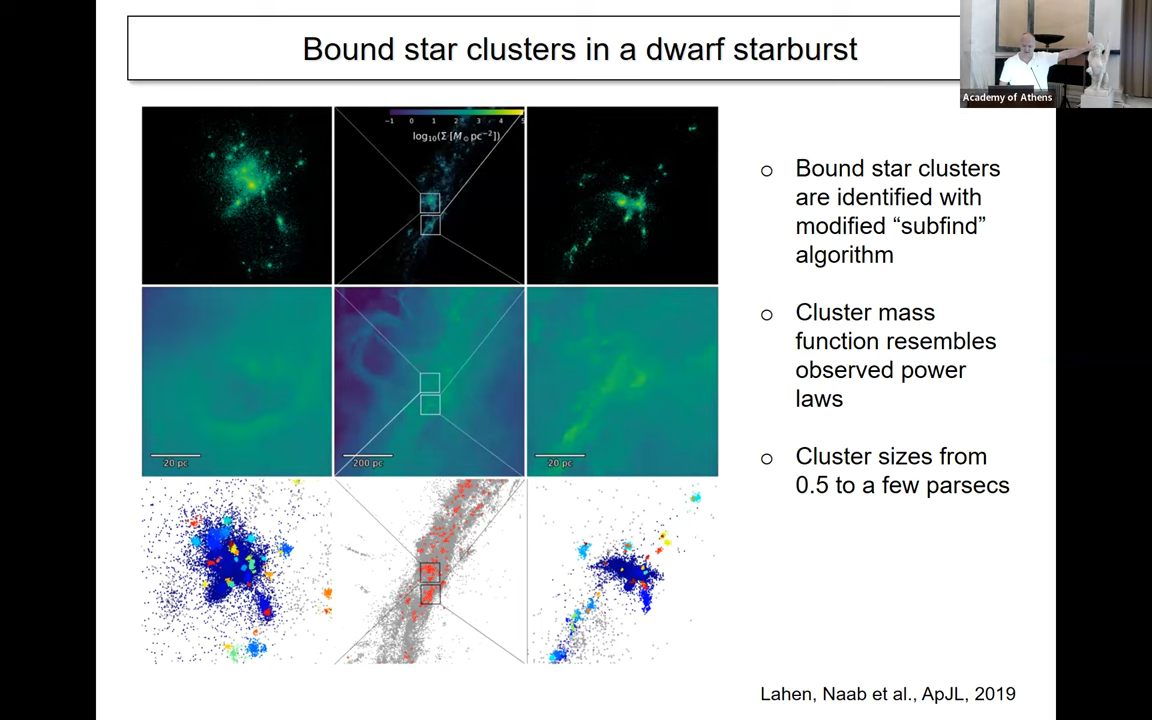 Bound star clusters in a dwarf starburst
Academy of Athens
−1 0 1 2 3 4 5
log₁₀(Σ [M☉pc⁻²])
○ Bound star clusters
are identified with
modified “subfind”
algorithm
○ Cluster mass
function resembles
observed power
laws
○ Cluster sizes from
0.5 to a few parsecs
20 pc
200 pc
20 pc
Lahen, Naab et al., ApJL, 2019